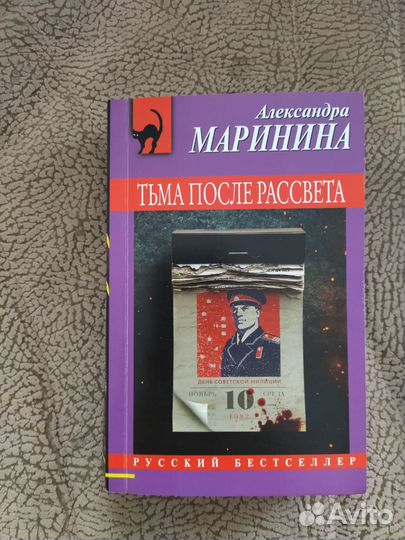 Александра
МАРИНИНА
ТЬМА ПОСЛЕ РАССВЕТА
ДЕНЬ СОВЕТСКОЙ МИЛИЦИИ
НОЯБРЬ 10 СРЕДА
1982
РУССКИЙ БЕСТСЕЛЛЕР
Avito